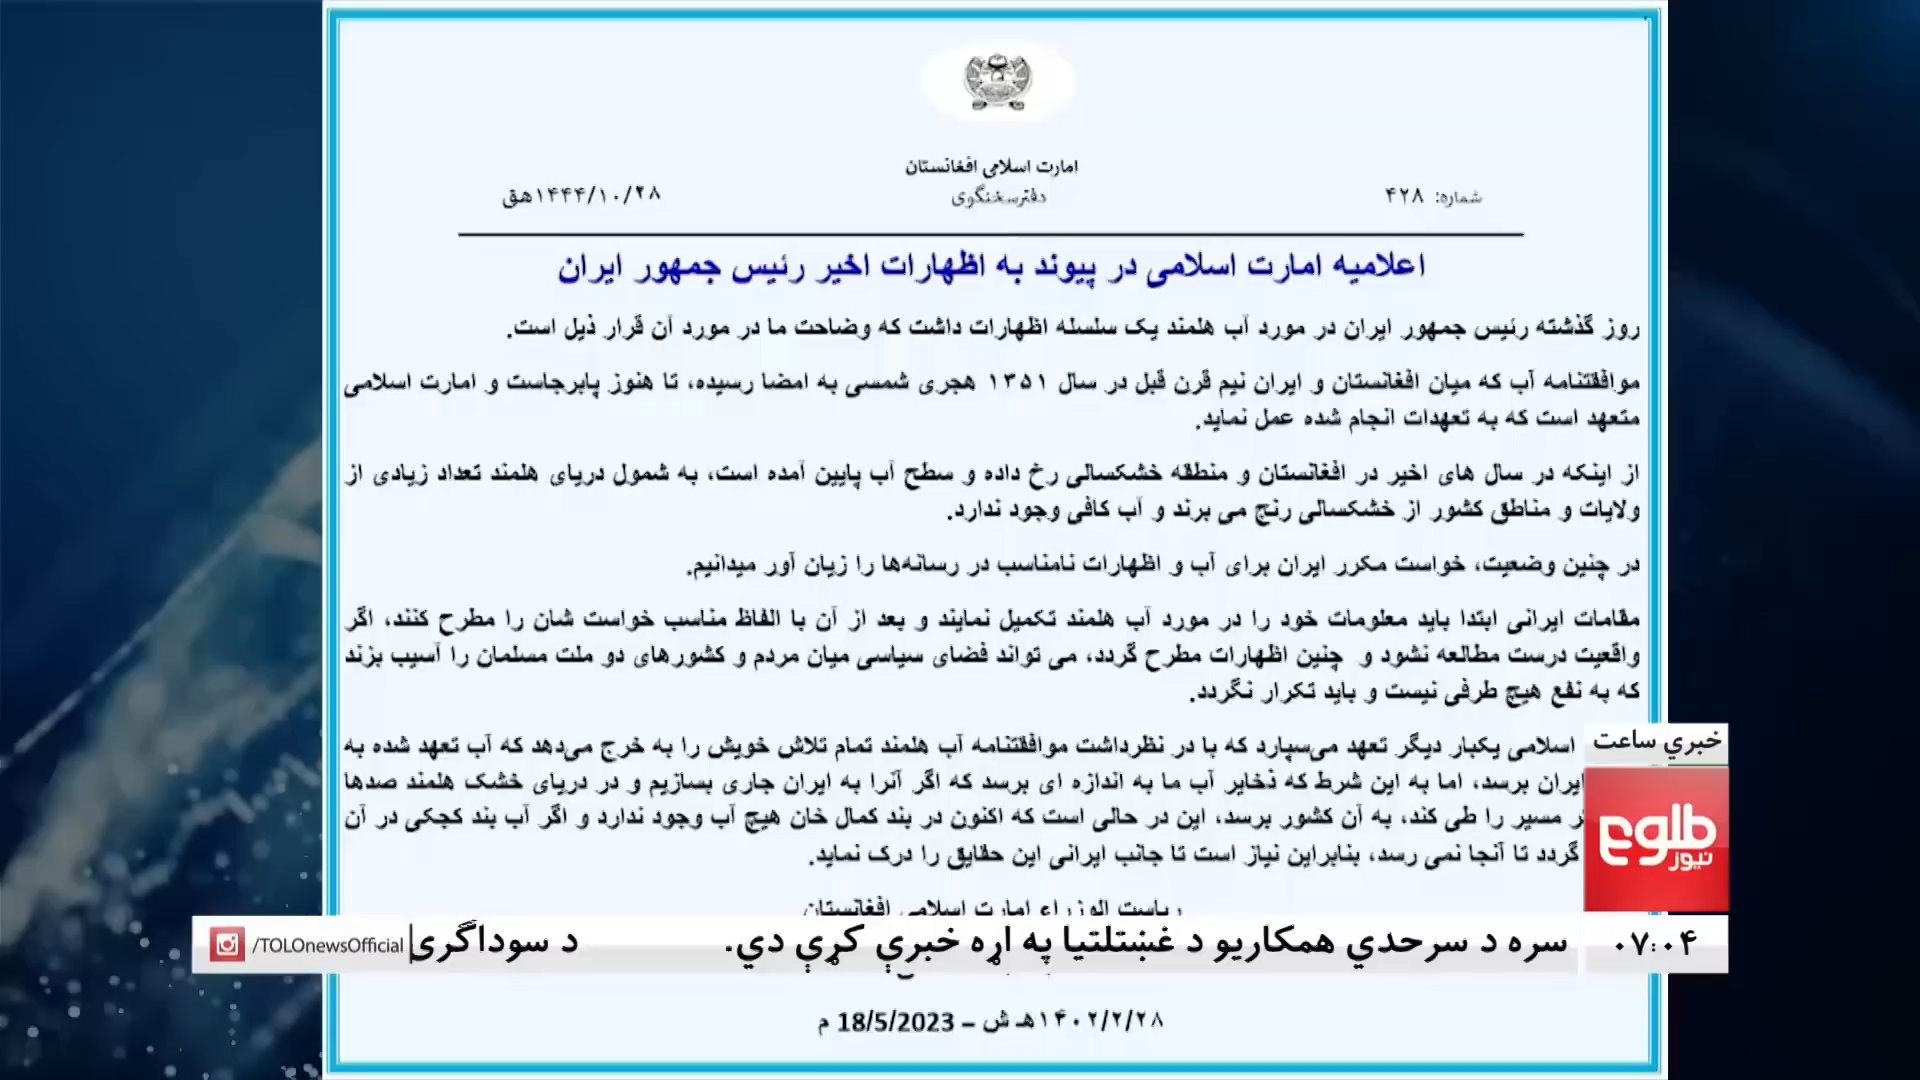 امارت اسلامی افغانستان
شماره: ۴۲۸
دفتر سخنگوی
۱۴۴۴/۱۰/۲۸هـق
اعلامیه امارت اسلامی در پیوند به اظهارات اخیر رئیس جمهور ایران
روز گذشته رئیس جمهور ایران در مورد آب هلمند یک سلسله اظهارات داشت که وضاحت ما در مورد آن قرار ذیل است.
موافقتنامه آب که میان افغانستان و ایران نیم قرن قبل در سال ۱۳۵۱ هجری شمسی به امضا رسیده، تا هنوز پابرجاست و امارت اسلامی
متعهد است که به تعهدات انجام شده عمل نماید.
از اینکه در سال های اخیر در افغانستان و منطقه خشکسالی رخ داده و سطح آب پایین آمده است، به شمول دریای هلمند تعداد زیادی از
ولایات و مناطق کشور از خشکسالی رنج می برند و آب کافی وجود ندارد.
در چنین وضعیت، خواست مکرر ایران برای آب و اظهارات نامناسب در رسانه‌ها را زیان آور میدانیم.
مقامات ایرانی ابتدا باید معلومات خود را در مورد آب هلمند تکمیل نمایند و بعد از آن با الفاظ مناسب خواست شان را مطرح کنند، اگر
واقعیت درست مطالعه نشود و چنین اظهارات مطرح گردد، می تواند فضای سیاسی میان مردم و کشورهای دو ملت مسلمان را آسیب بزند
که به نفع هیچ طرفی نیست و باید تکرار نگردد.
اسلامی یکبار دیگر تعهد می‌سپارد که با در نظرداشت موافقتنامه آب هلمند تمام تلاش خویش را به خرج می‌دهد که آب تعهد شده به
ایران برسد، اما به این شرط که ذخایر آب ما به اندازه ای برسد که اگر آنرا به ایران جاری بسازیم و در دریای خشک هلمند صدها
مسیر را طی کند، به آن کشور برسد، این در حالی است که اکنون در بند کمال خان هیچ آب وجود ندارد و اگر آب بند کجکی در آن
گردد تا آنجا نمی رسد، بنابراین نیاز است تا جانب ایرانی این حقایق را درک نماید.
ریاست الوزراء امارت اسلامی افغانستان
۱۴۰۲/۲/۲۸هـ ش – 18/5/2023 م
خبري ساعت
طلوع
نیوز
۰۷:۰۴
سره د سرحدي همکاریو د غښتلتیا په اړه خبرې کړې دي.
د سوداګرۍ
/TOLOnewsOfficial